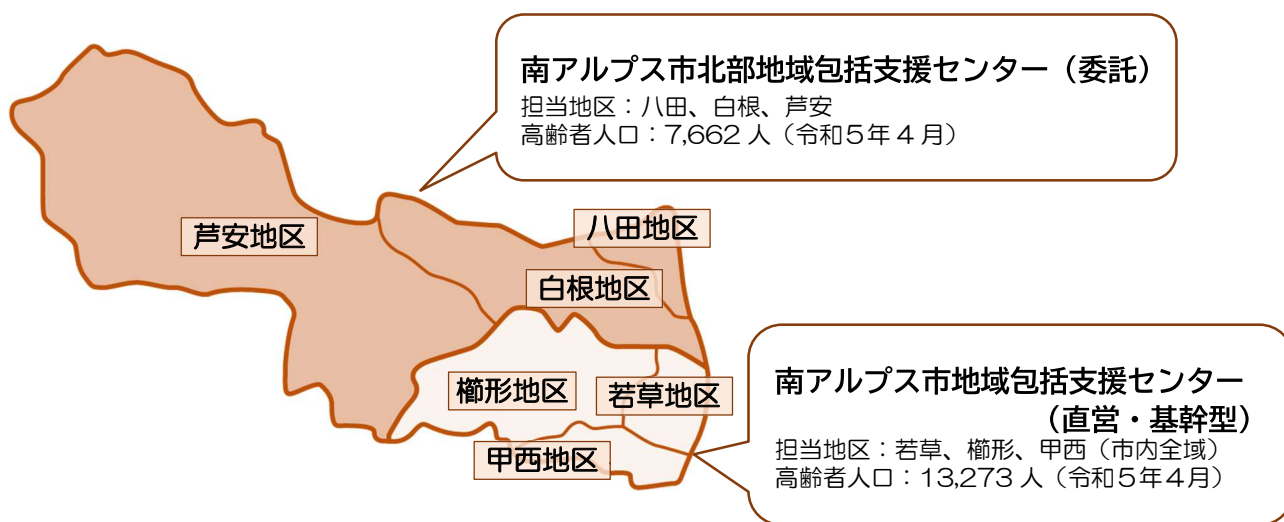 南アルプス市北部地域包括支援センター（委託）
担当地区：八田、白根、芦安
高齢者人口：7,662 人（令和５年 4 月）
芦安地区
八田地区
白根地区
櫛形地区
若草地区
甲西地区
南アルプス市地域包括支援センター
（直営・基幹型）
担当地区：若草、櫛形、甲西（市内全域）
高齢者人口：13,273 人（令和５年４月）